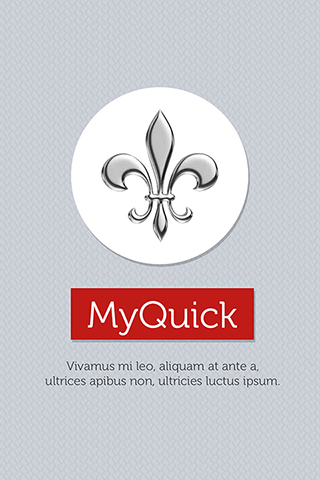 MyQuick
Vivamus mi leo, aliquam at ante a,
ultrices apibus non, ultricies luctus ipsum.